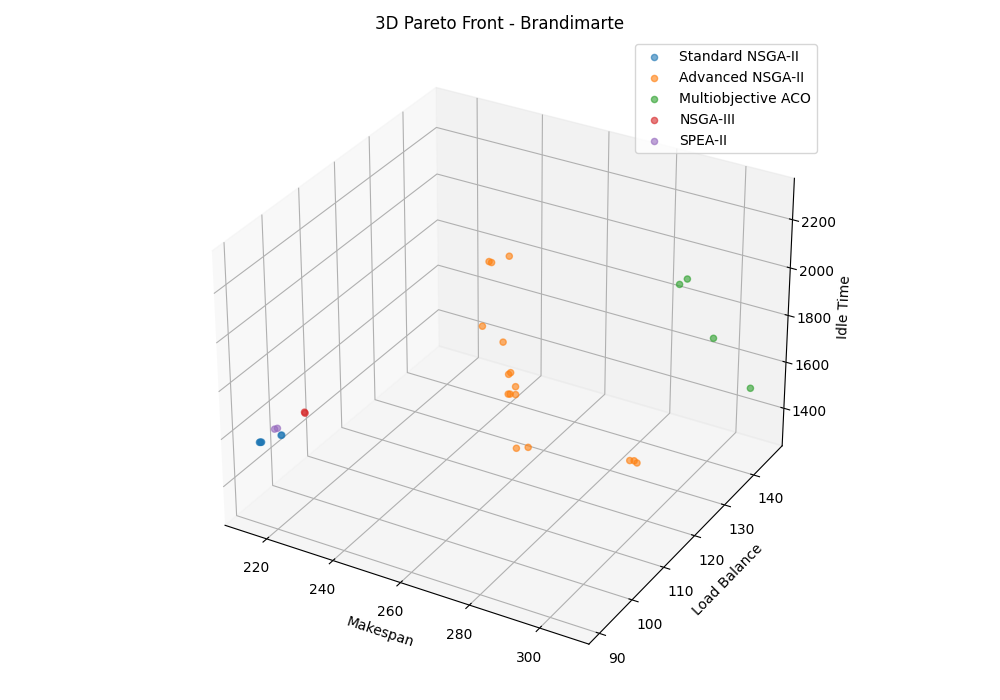 3D Pareto Front - Brandimarte
Standard NSGA-II
Advanced NSGA-II
Multiobjective ACO
NSGA-III
SPEA-II
2200
2000
1800
1600
1400
Idle Time
140
130
120
110
100
90
Load Balance
220
240
260
280
300
Makespan